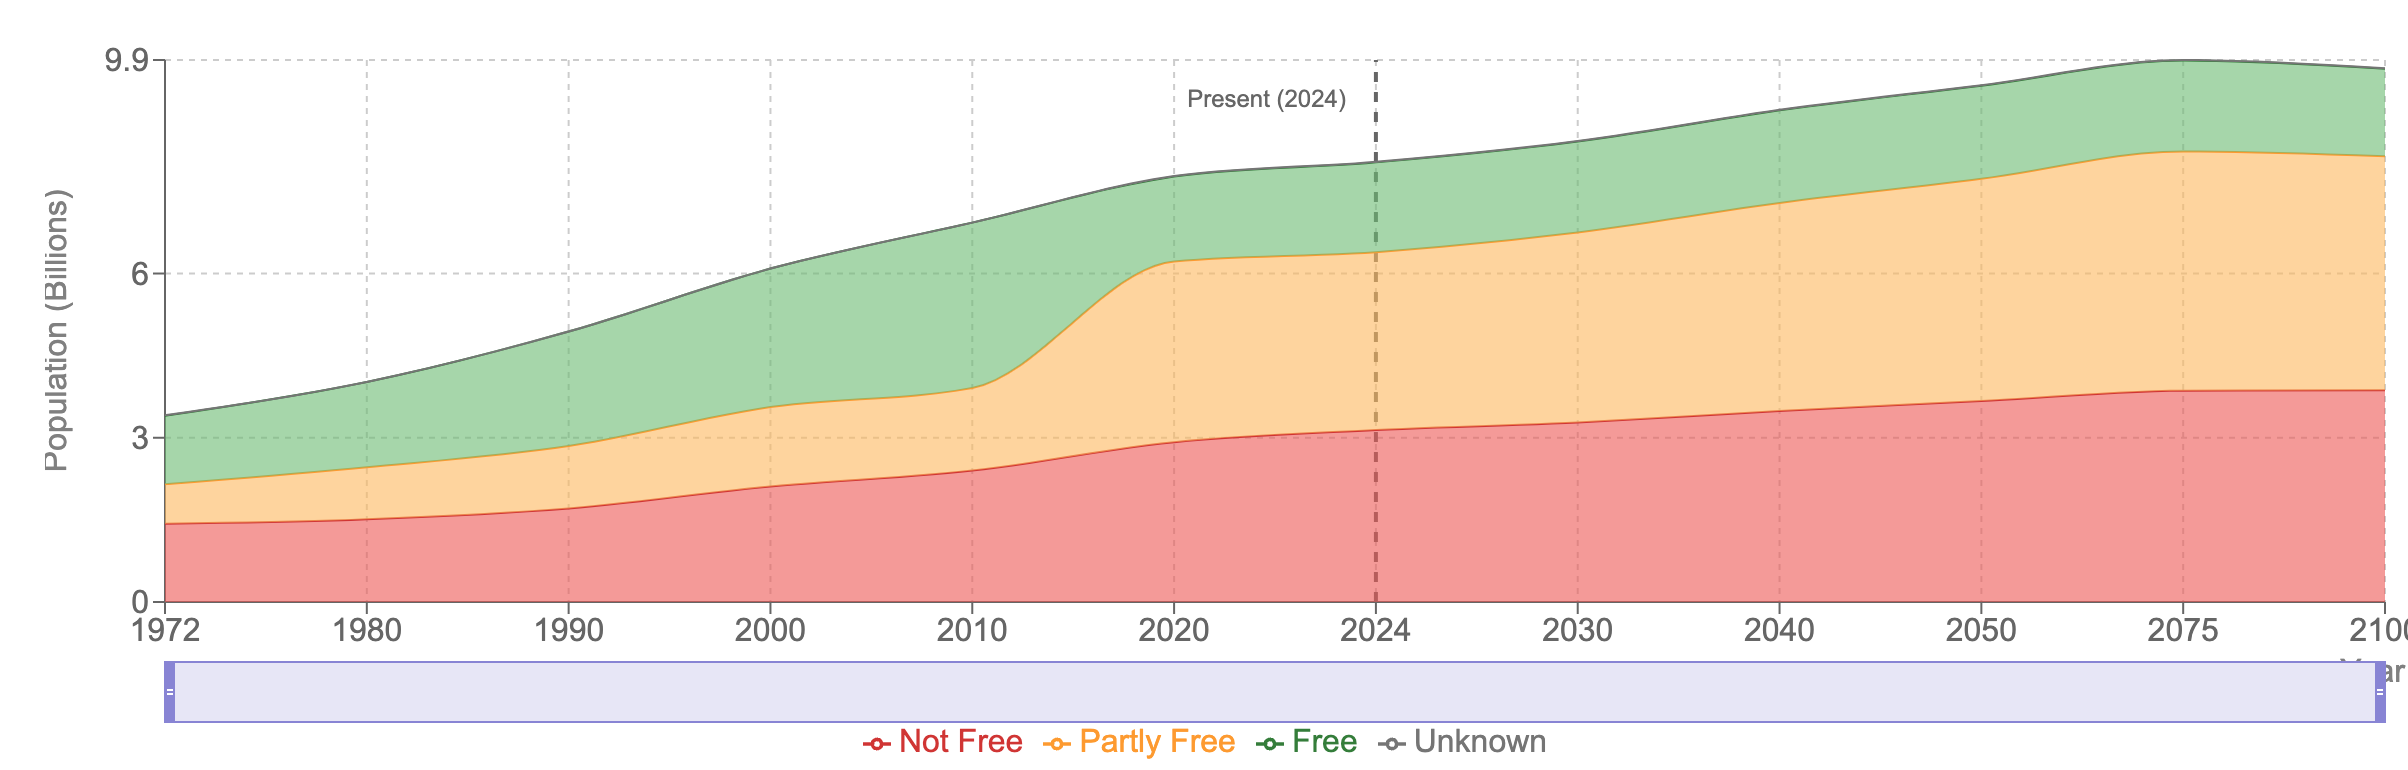 9.9
Present (2024)
6
3
0
Population (Billions)
1972 1980 1990 2000 2010 2020 2024 2030 2040 2050 2075
Not Free Partly Free Free Unknown